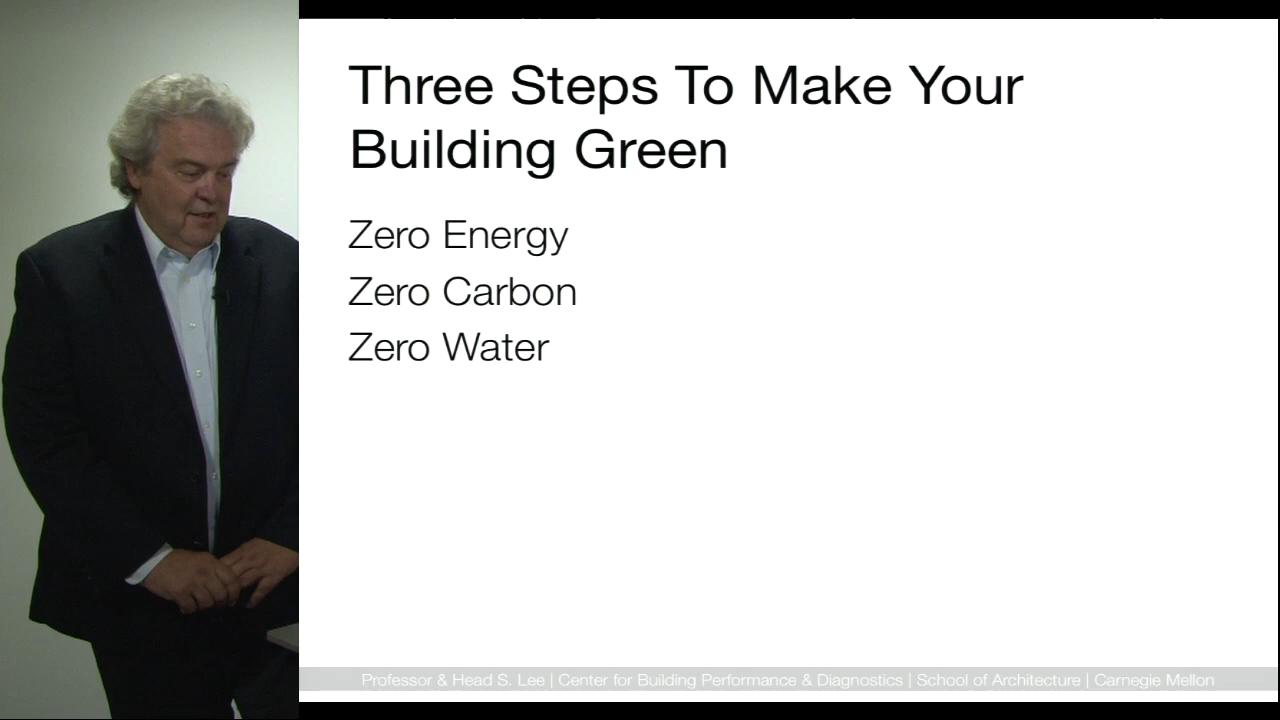 Three Steps To Make Your
Building Green
Zero Energy
Zero Carbon
Zero Water
Professor & Head S. Lee | Center for Building Performance & Diagnostics | School of Architecture | Carnegie Mellon